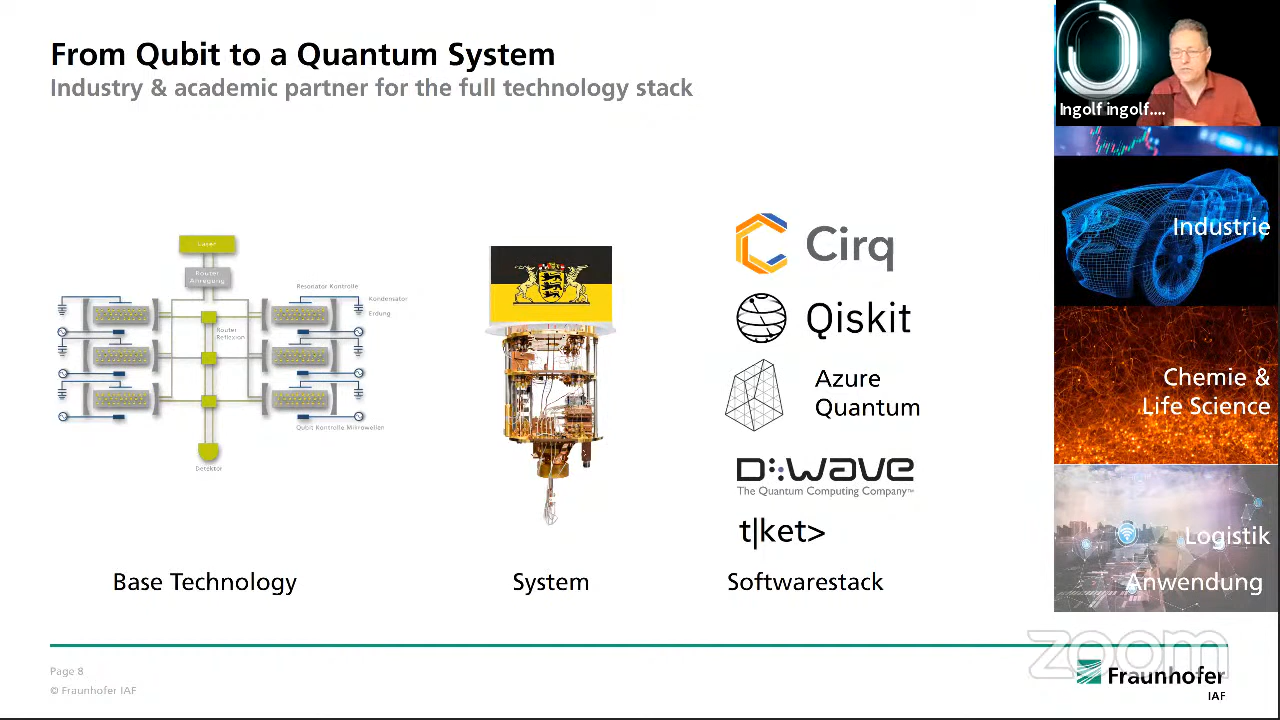 From Qubit to a Quantum System
Industry & academic partner for the full technology stack
Ingolf ingolf....
Laser
Router
Anregung
Resonator Kontrolle
Kondensator
Erdung
Router
Reflexion
Qubit Kontrolle Mikrowellen
Detektor
Base Technology
System
Cirq
Qiskit
Azure
Quantum
D:wave
The Quantum Computing Company™
t|ket>
Softwarestack
Industrie
Chemie &
Life Science
Logistik
Anwendung
Page 8
© Fraunhofer IAF
zoom
Fraunhofer
IAF